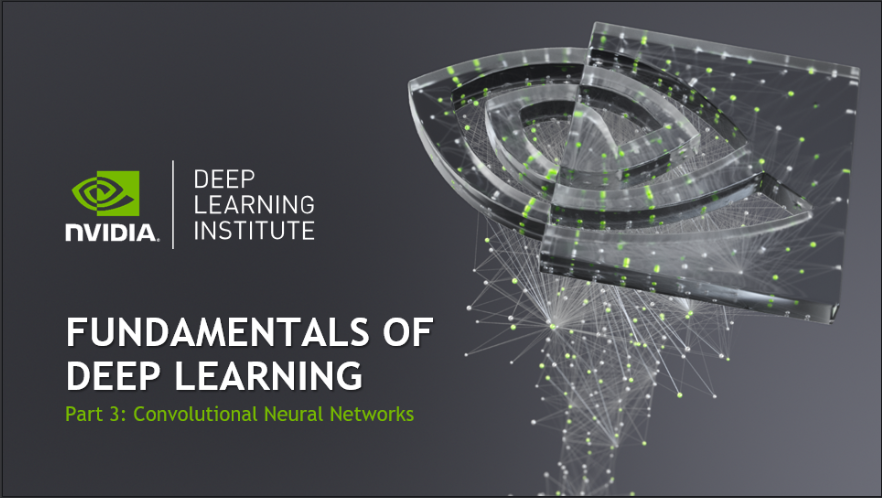 NVIDIA.
DEEP
LEARNING
INSTITUTE
FUNDAMENTALS OF
DEEP LEARNING
Part 3: Convolutional Neural Networks